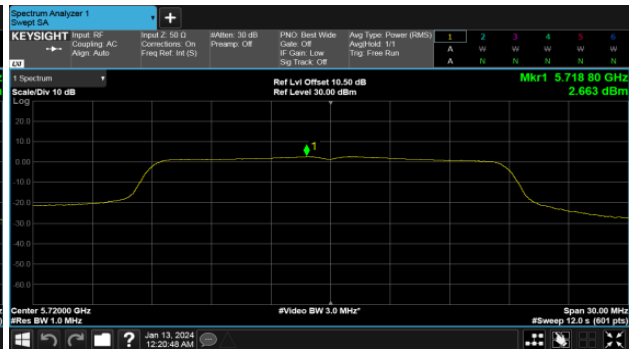 Spectrum Analyzer 1
Swept SA
+
KEYSIGHT Input: RF Input Z: 50 Ω #Atten: 30 dB PNO: Best Wide Avg Type: Power (RMS) 1 2 3 4 5 6
Coupling: AC Corrections: On Preamp: Off Gate: Off Avg|Hold: 1/1 A W W W W W
Align: Auto Freq Ref: Int (S) IF Gain: Low Trig: Free Run
Sig Track: Off A N N N N N
LXI
1 Spectrum Ref Lvl Offset 10.50 dB Mkr1 5.718 80 GHz
Scale/Div 10 dB Ref Level 30.00 dBm 2.663 dBm
Log
20.0
10.0
1
0.00
-10.0
-20.0
-30.0
-40.0
-50.0
-60.0
Center 5.72000 GHz #Video BW 3.0 MHz* Span 30.00 MHz
#Res BW 1.0 MHz #Sweep 12.0 s (601 pts)
? Jan 13, 2024
12:20:48 AM